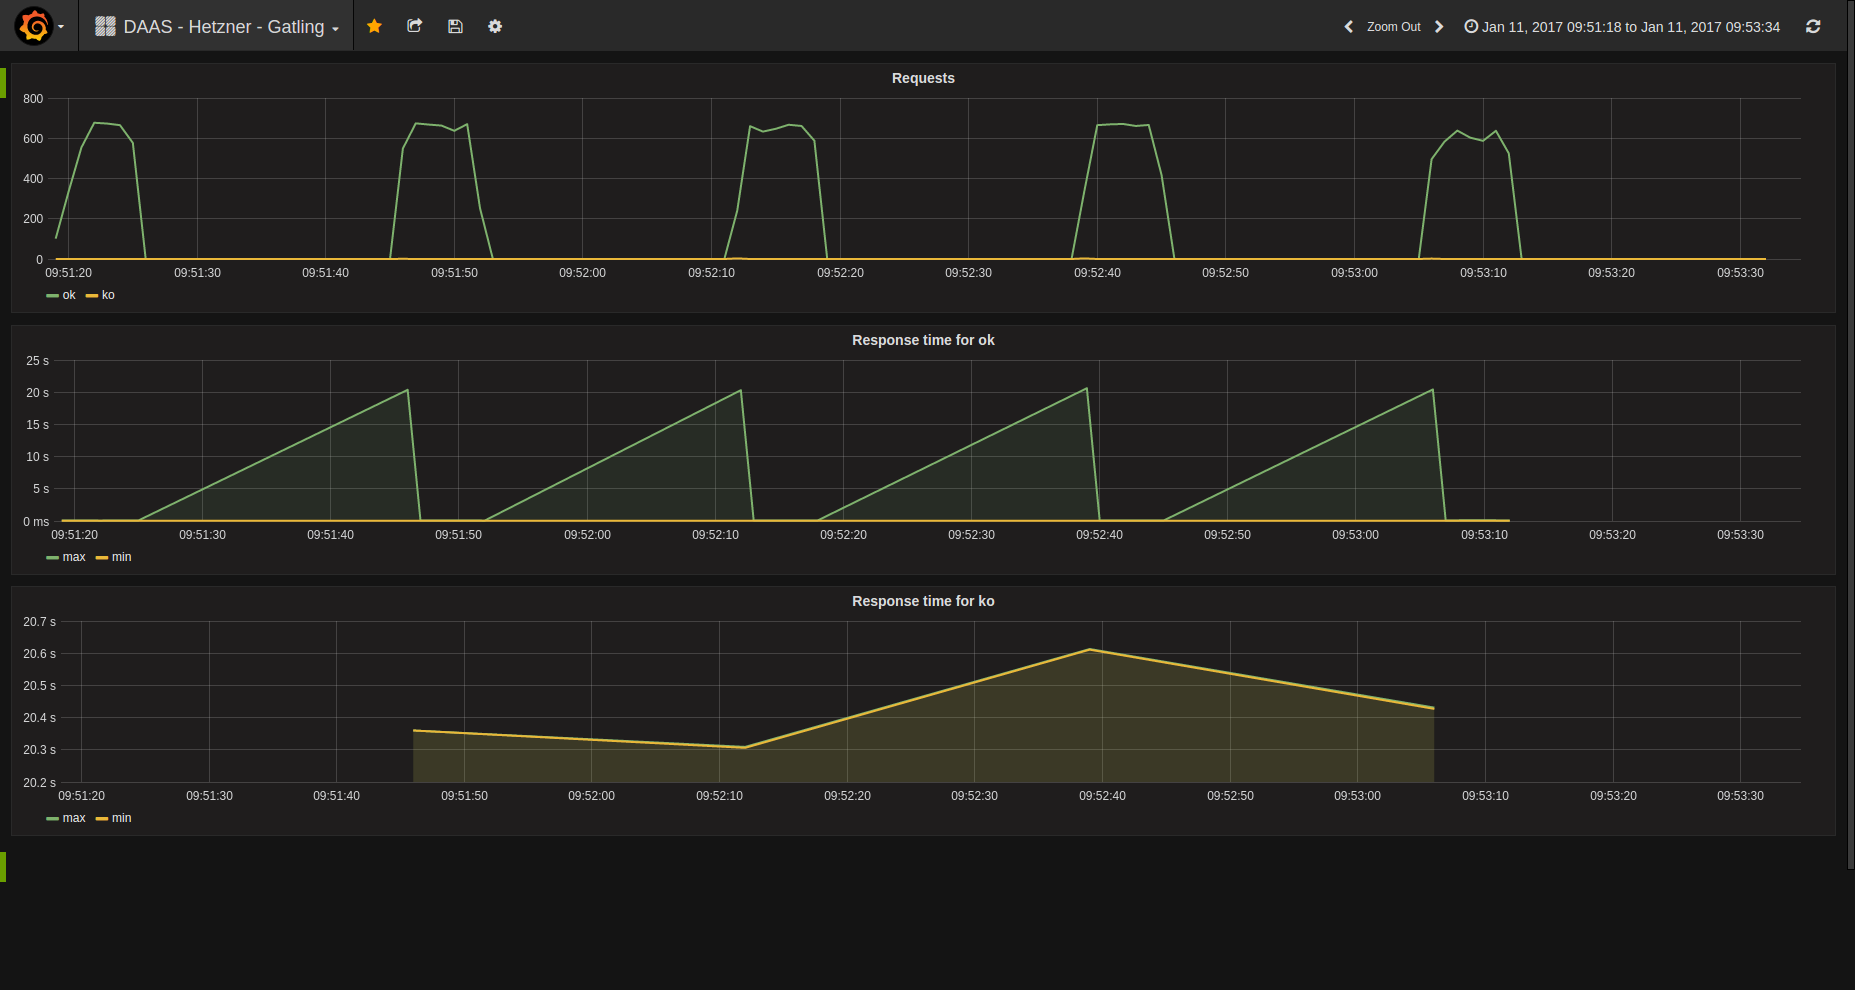 DAAS - Hetzner - Gatling
Zoom Out
Jan 11, 2017 09:51:18 to Jan 11, 2017 09:53:34
Requests
800
600
400
200
0
09:51:20 09:51:30 09:51:40 09:51:50 09:52:00 09:52:10 09:52:20 09:52:30 09:52:40 09:52:50 09:53:00 09:53:10 09:53:20 09:53:30
ok ko
Response time for ok
25 s
20 s
15 s
10 s
5 s
0 ms
09:51:20 09:51:30 09:51:40 09:51:50 09:52:00 09:52:10 09:52:20 09:52:30 09:52:40 09:52:50 09:53:00 09:53:10 09:53:20 09:53:30
max min
Response time for ko
20.7 s
20.6 s
20.5 s
20.4 s
20.3 s
20.2 s
09:51:20 09:51:30 09:51:40 09:51:50 09:52:00 09:52:10 09:52:20 09:52:30 09:52:40 09:52:50 09:53:00 09:53:10 09:53:20 09:53:30
max min